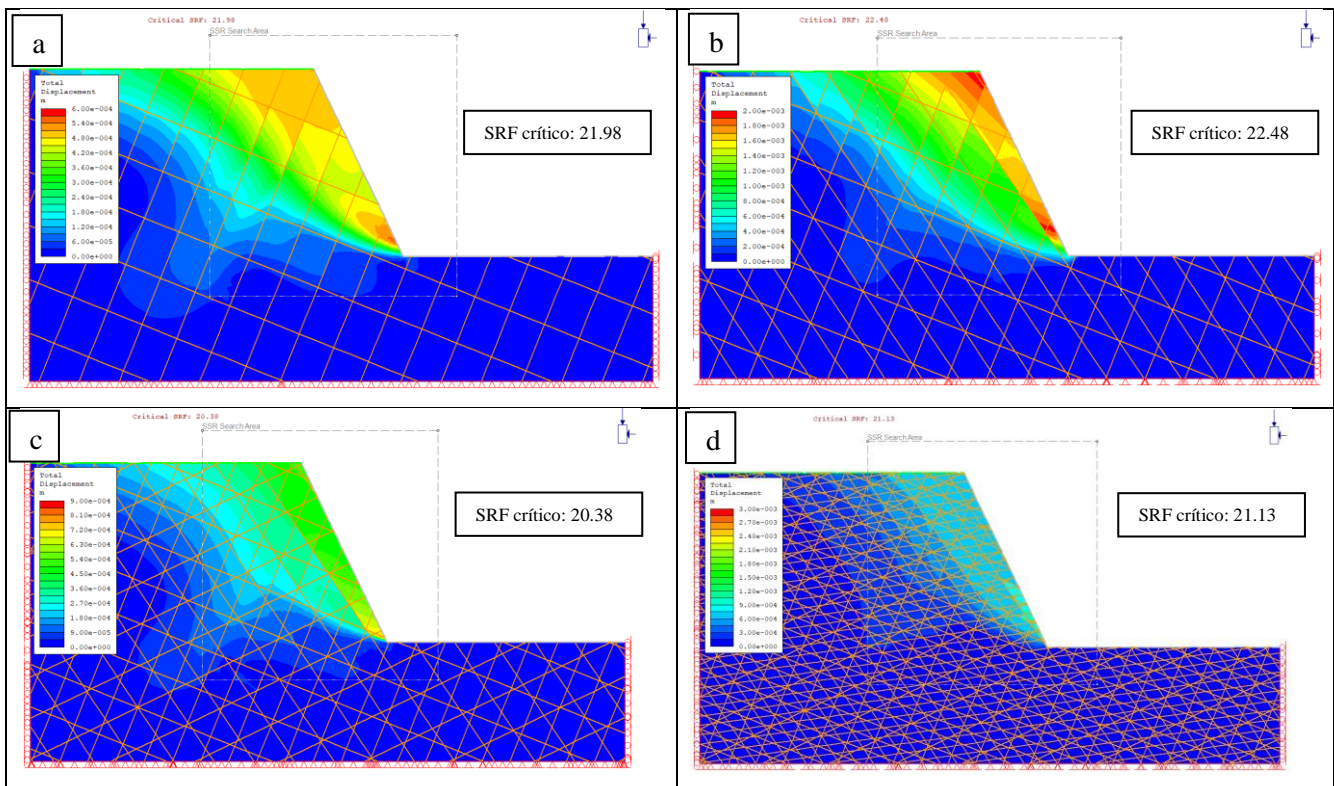 a
Critical SRF: 21.98
SSR Search Area
Total
Displacement
m
6.00e-004
5.40e-004
4.80e-004
4.20e-004
3.60e-004
3.00e-004
2.40e-004
1.80e-004
1.20e-004
6.00e-005
0.00e+000
SRF crítico: 21.98
b
Critical SRF: 22.48
SSR Search Area
Total
Displacement
m
2.00e-003
1.80e-003
1.60e-003
1.40e-003
1.20e-003
1.00e-003
8.00e-004
6.00e-004
4.00e-004
2.00e-004
0.00e+000
SRF crítico: 22.48
c
Critical SRF: 20.38
SSR Search Area
Total
Displacement
m
9.00e-004
8.10e-004
7.20e-004
6.30e-004
5.40e-004
4.50e-004
3.60e-004
2.70e-004
1.80e-004
9.00e-005
0.00e+000
SRF crítico: 20.38
d
Critical SRF: 21.13
SSR Search Area
Total
Displacement
m
3.00e-003
2.70e-003
2.40e-003
2.10e-003
1.80e-003
1.50e-003
1.20e-003
9.00e-004
6.00e-004
3.00e-004
0.00e+000
SRF crítico: 21.13